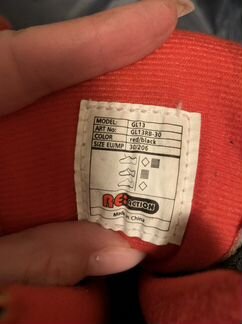 MODEL: GL13
ART No: GL13RB-30
COLOR red/black
SIZE EU/MP 30/206
REACTION
Made in China